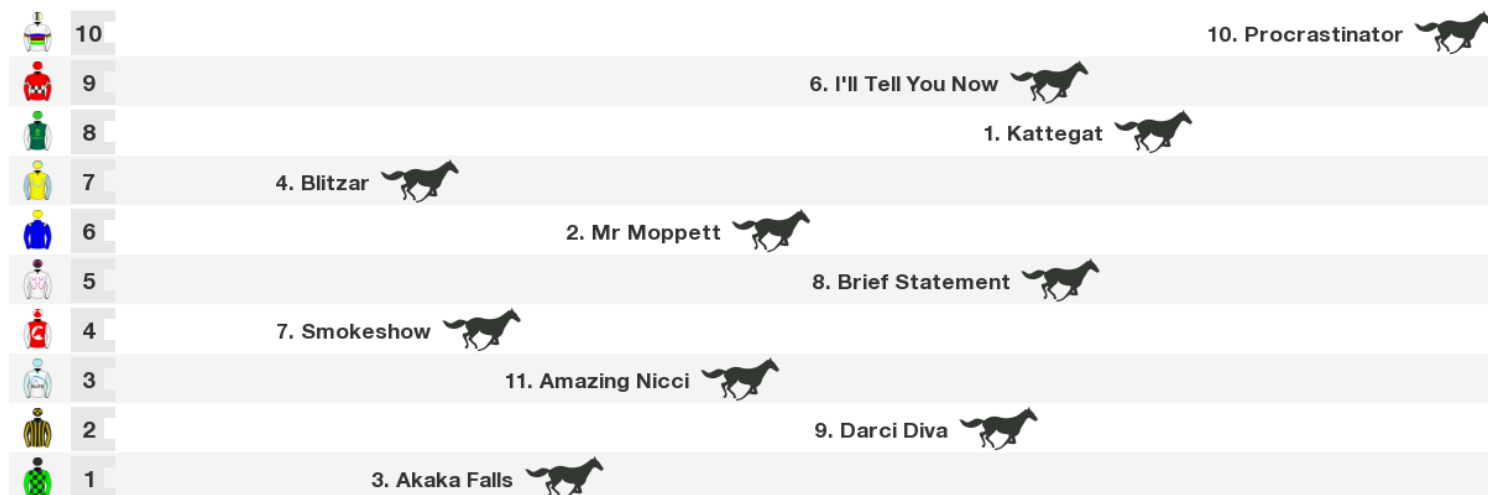 10 10. Procrastinator
9 6. I'll Tell You Now
8 1. Kattegat
7 4. Blitzar
6 2. Mr Moppett
5 8. Brief Statement
4 7. Smokeshow
3 11. Amazing Nicci
2 9. Darci Diva
1 3. Akaka Falls